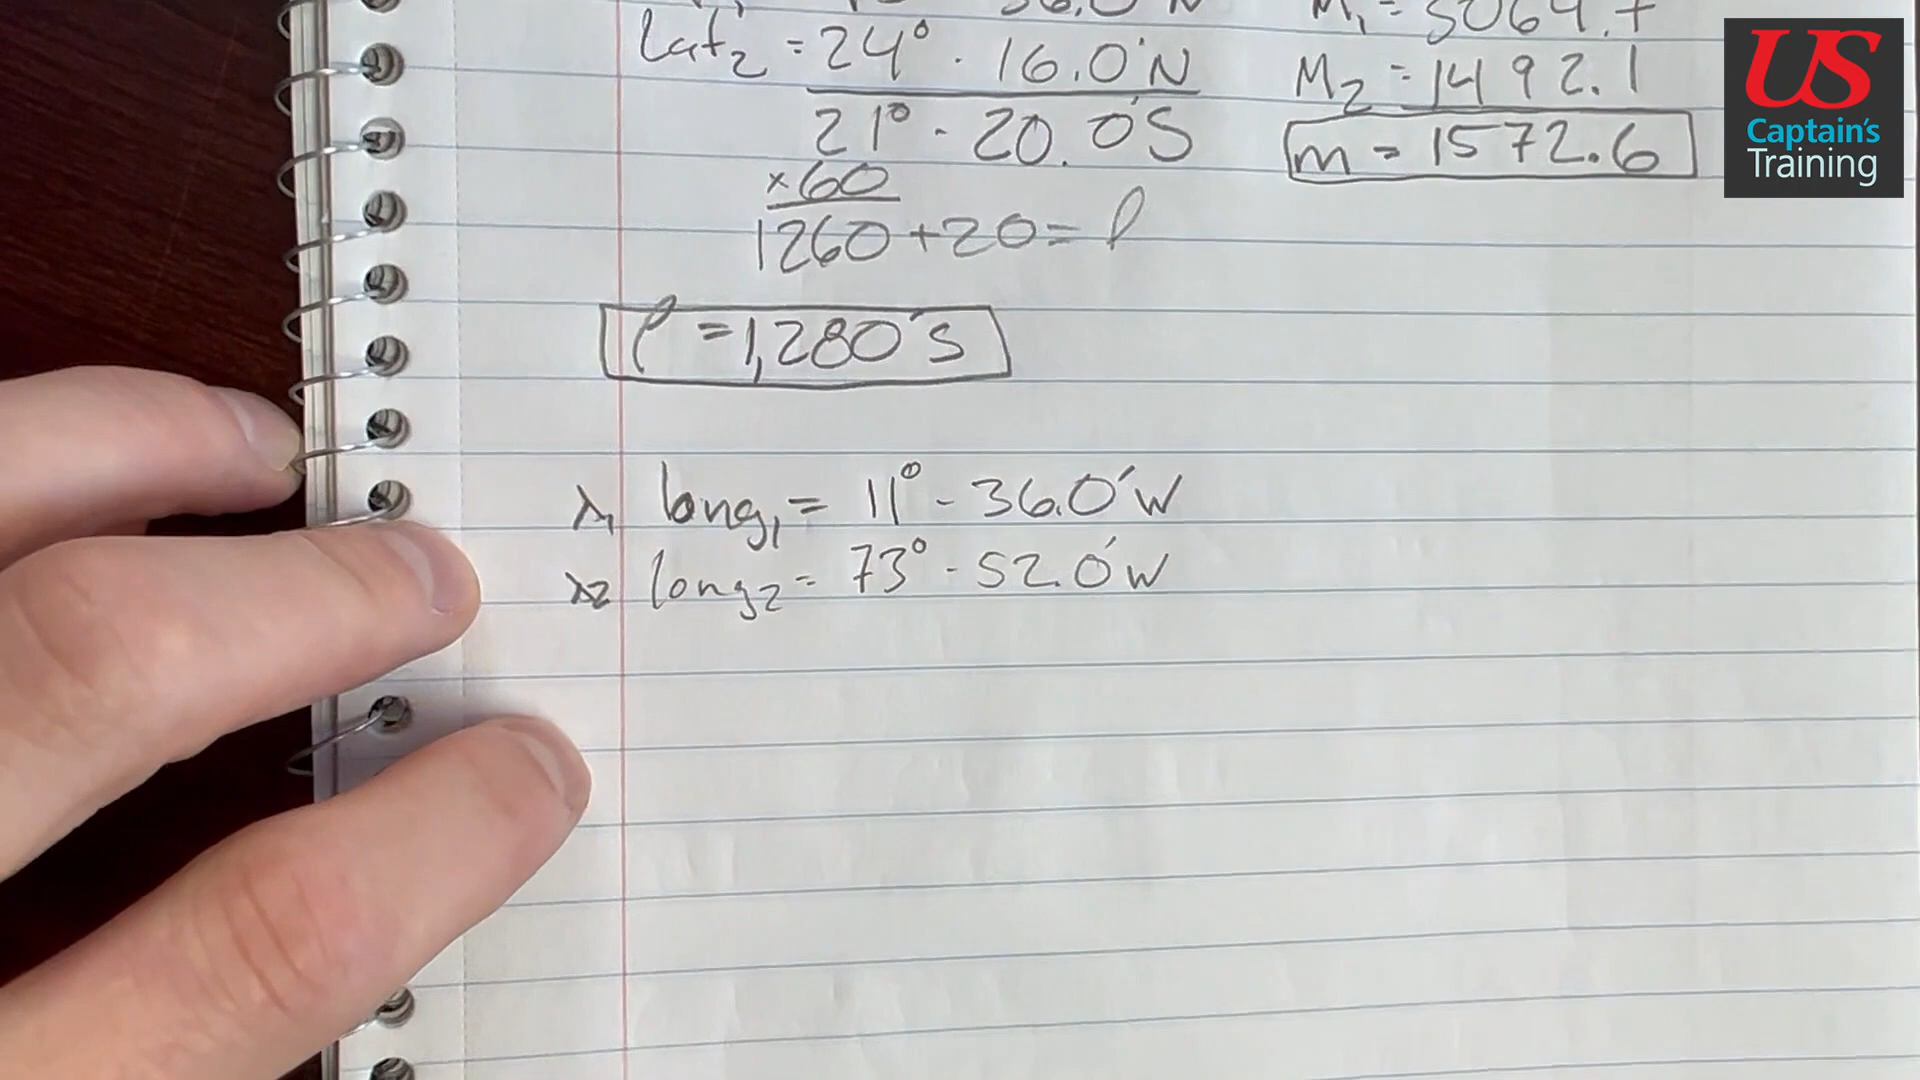 Lat2 = 24° - 16.0'N
21° - 20.0'S
×60
1260 + 20 = l
l = 1,280'S
M2 = 1492.1
m = 1572.6
λ1 long1 = 11° - 36.0'W
λ2 long2 = 73° - 52.0'W
US
Captain's
Training